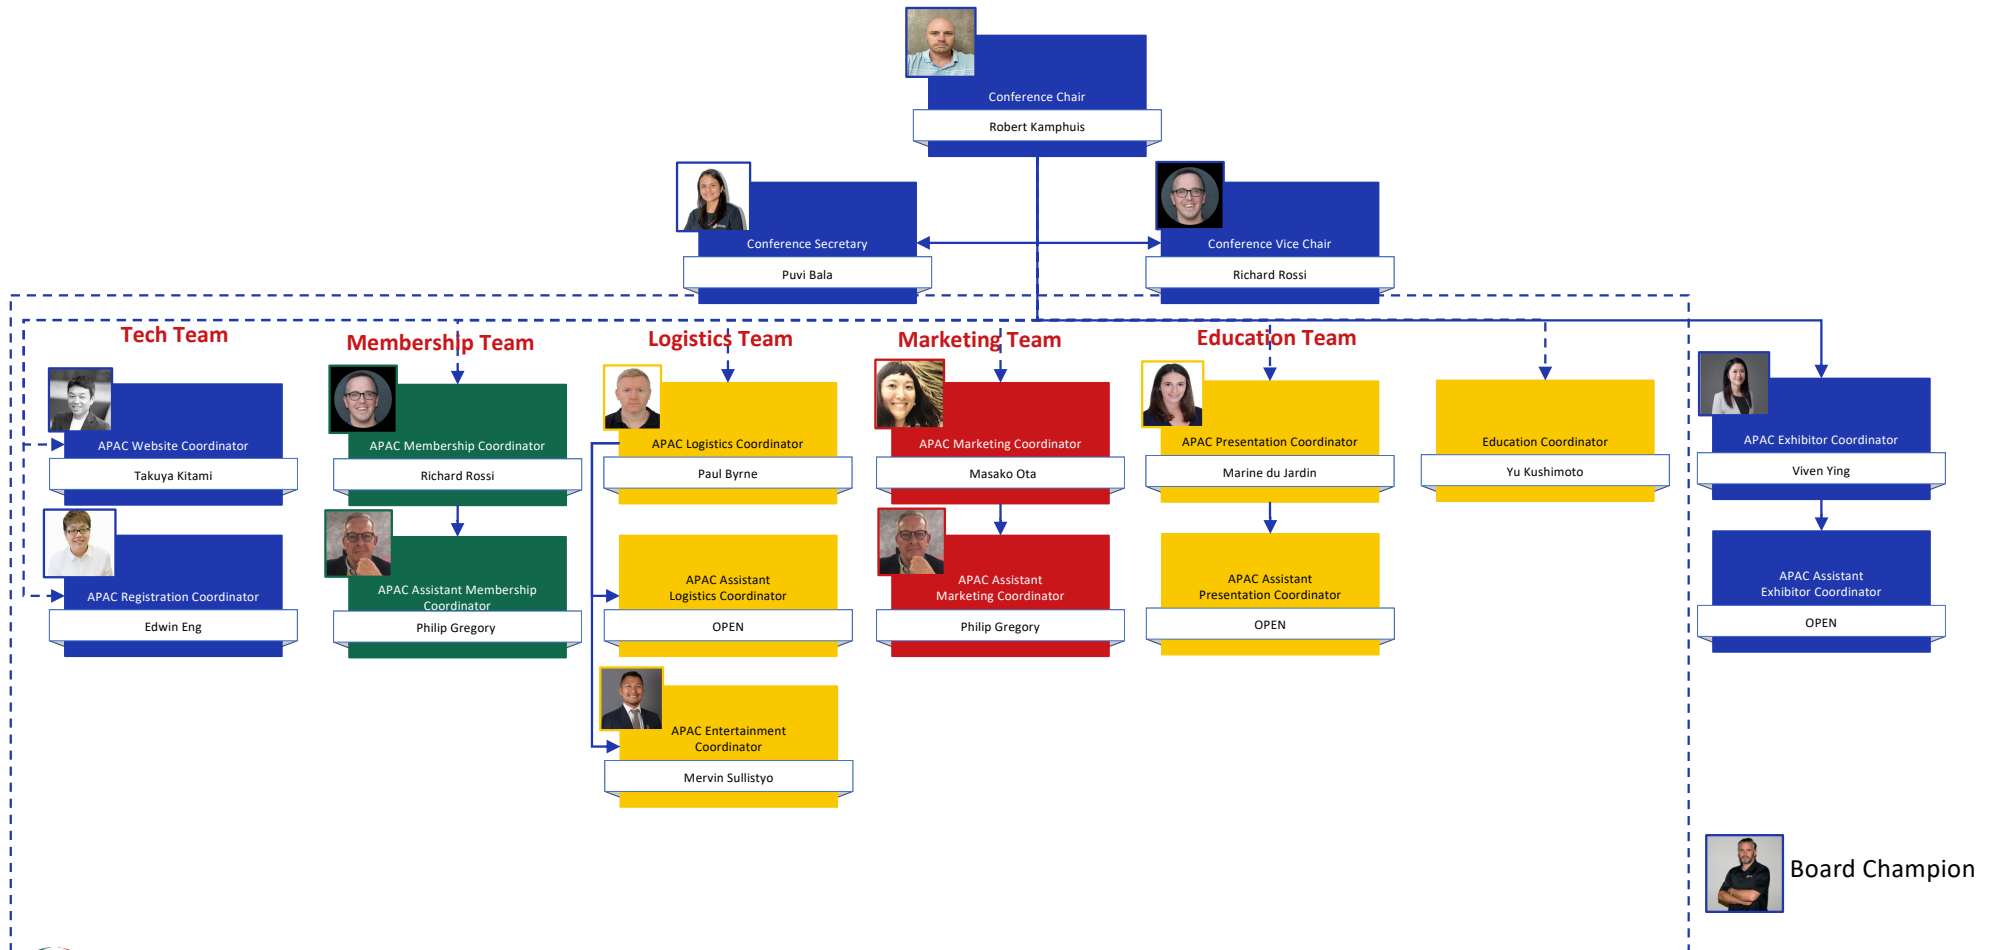 Conference Chair
Robert Kamphuis
Conference Secretary
Puvi Bala
Conference Vice Chair
Richard Rossi
Tech Team
Membership Team
Logistics Team
Marketing Team
Education Team
APAC Website Coordinator
Takuya Kitami
APAC Membership Coordinator
Richard Rossi
APAC Logistics Coordinator
Paul Byrne
APAC Marketing Coordinator
Masako Ota
APAC Presentation Coordinator
Marine du Jardin
Education Coordinator
Yu Kushimoto
APAC Exhibitor Coordinator
Viven Ying
APAC Registration Coordinator
Edwin Eng
APAC Assistant Membership
Coordinator
Philip Gregory
APAC Assistant
Logistics Coordinator
OPEN
APAC Assistant
Marketing Coordinator
Philip Gregory
APAC Assistant
Presentation Coordinator
OPEN
APAC Assistant
Exhibitor Coordinator
OPEN
APAC Entertainment
Coordinator
Mervin Sullistyo
Board Champion